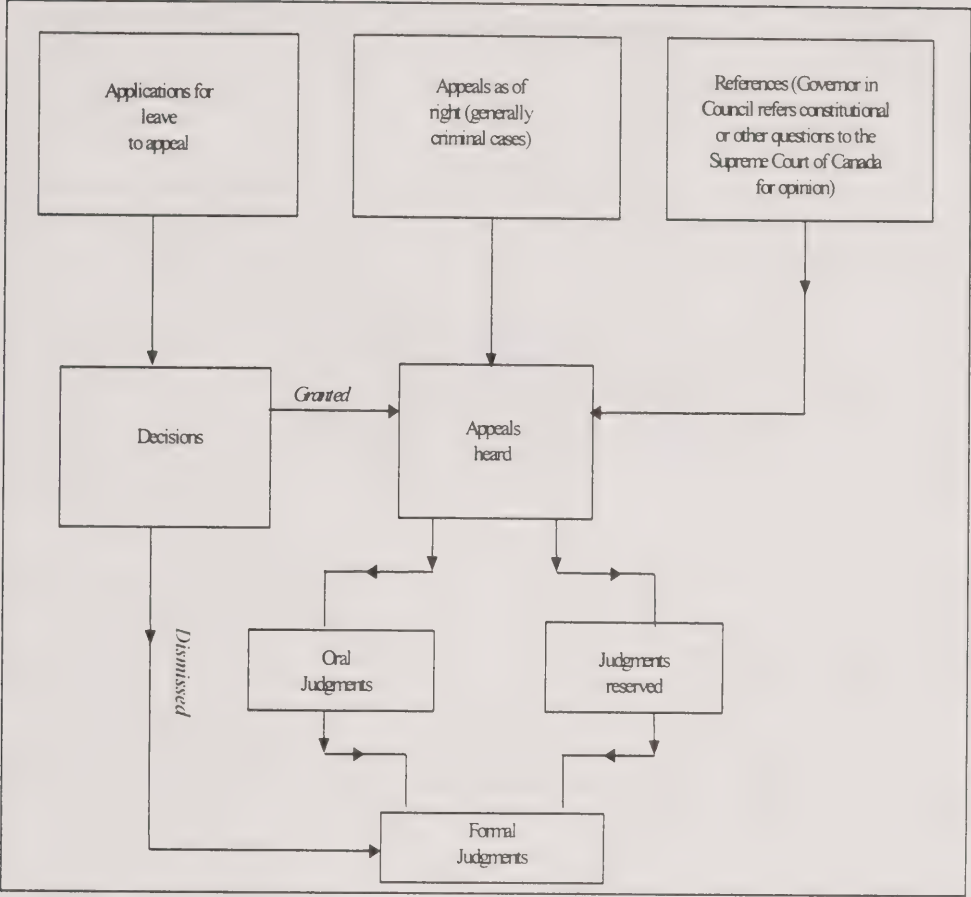 Applications for
leave
to appeal
Appeals as of
right (generally
criminal cases)
References (Governor in
Council refers constitutional
or other questions to the
Supreme Court of Canada
for opinion)
Decisions
Granted
Appeals
heard
Dismissed
Oral
Judgments
Judgments
reserved
Formal
Judgments